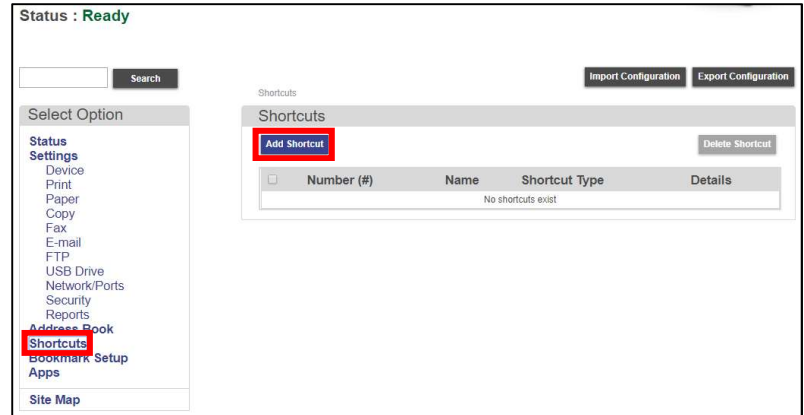 Status : Ready
Search
Import Configuration Export Configuration
Shortcuts
Select Option
Shortcuts
Status
Settings
Device
Print
Paper
Copy
Fax
E-mail
FTP
USB Drive
Network/Ports
Security
Reports
Address Book
Shortcuts
Bookmark Setup
Apps
Site Map
Add Shortcut
Delete Shortcut
Number (#) Name Shortcut Type Details
No shortcuts exist